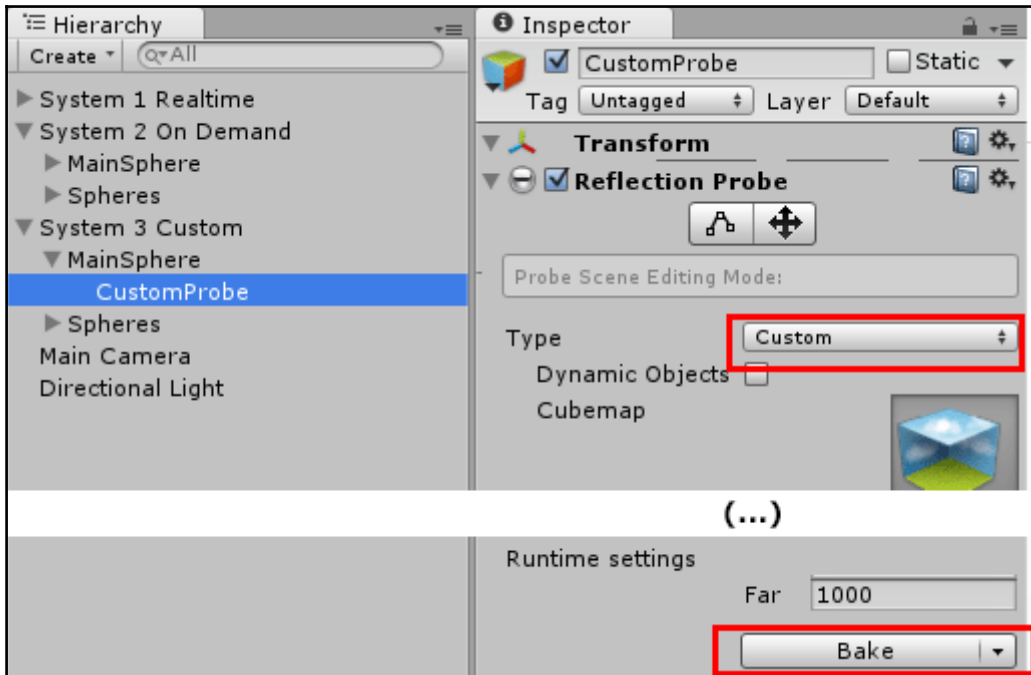 Hierarchy
Create All
System 1 Realtime
System 2 On Demand
MainSphere
Spheres
System 3 Custom
MainSphere
CustomProbe
Spheres
Main Camera
Directional Light
Inspector
CustomProbe Static
Tag Untagged Layer Default
Transform
Reflection Probe
Probe Scene Editing Mode:
Type Custom
Dynamic Objects
Cubemap
(...)
Runtime settings
Far 1000
Bake